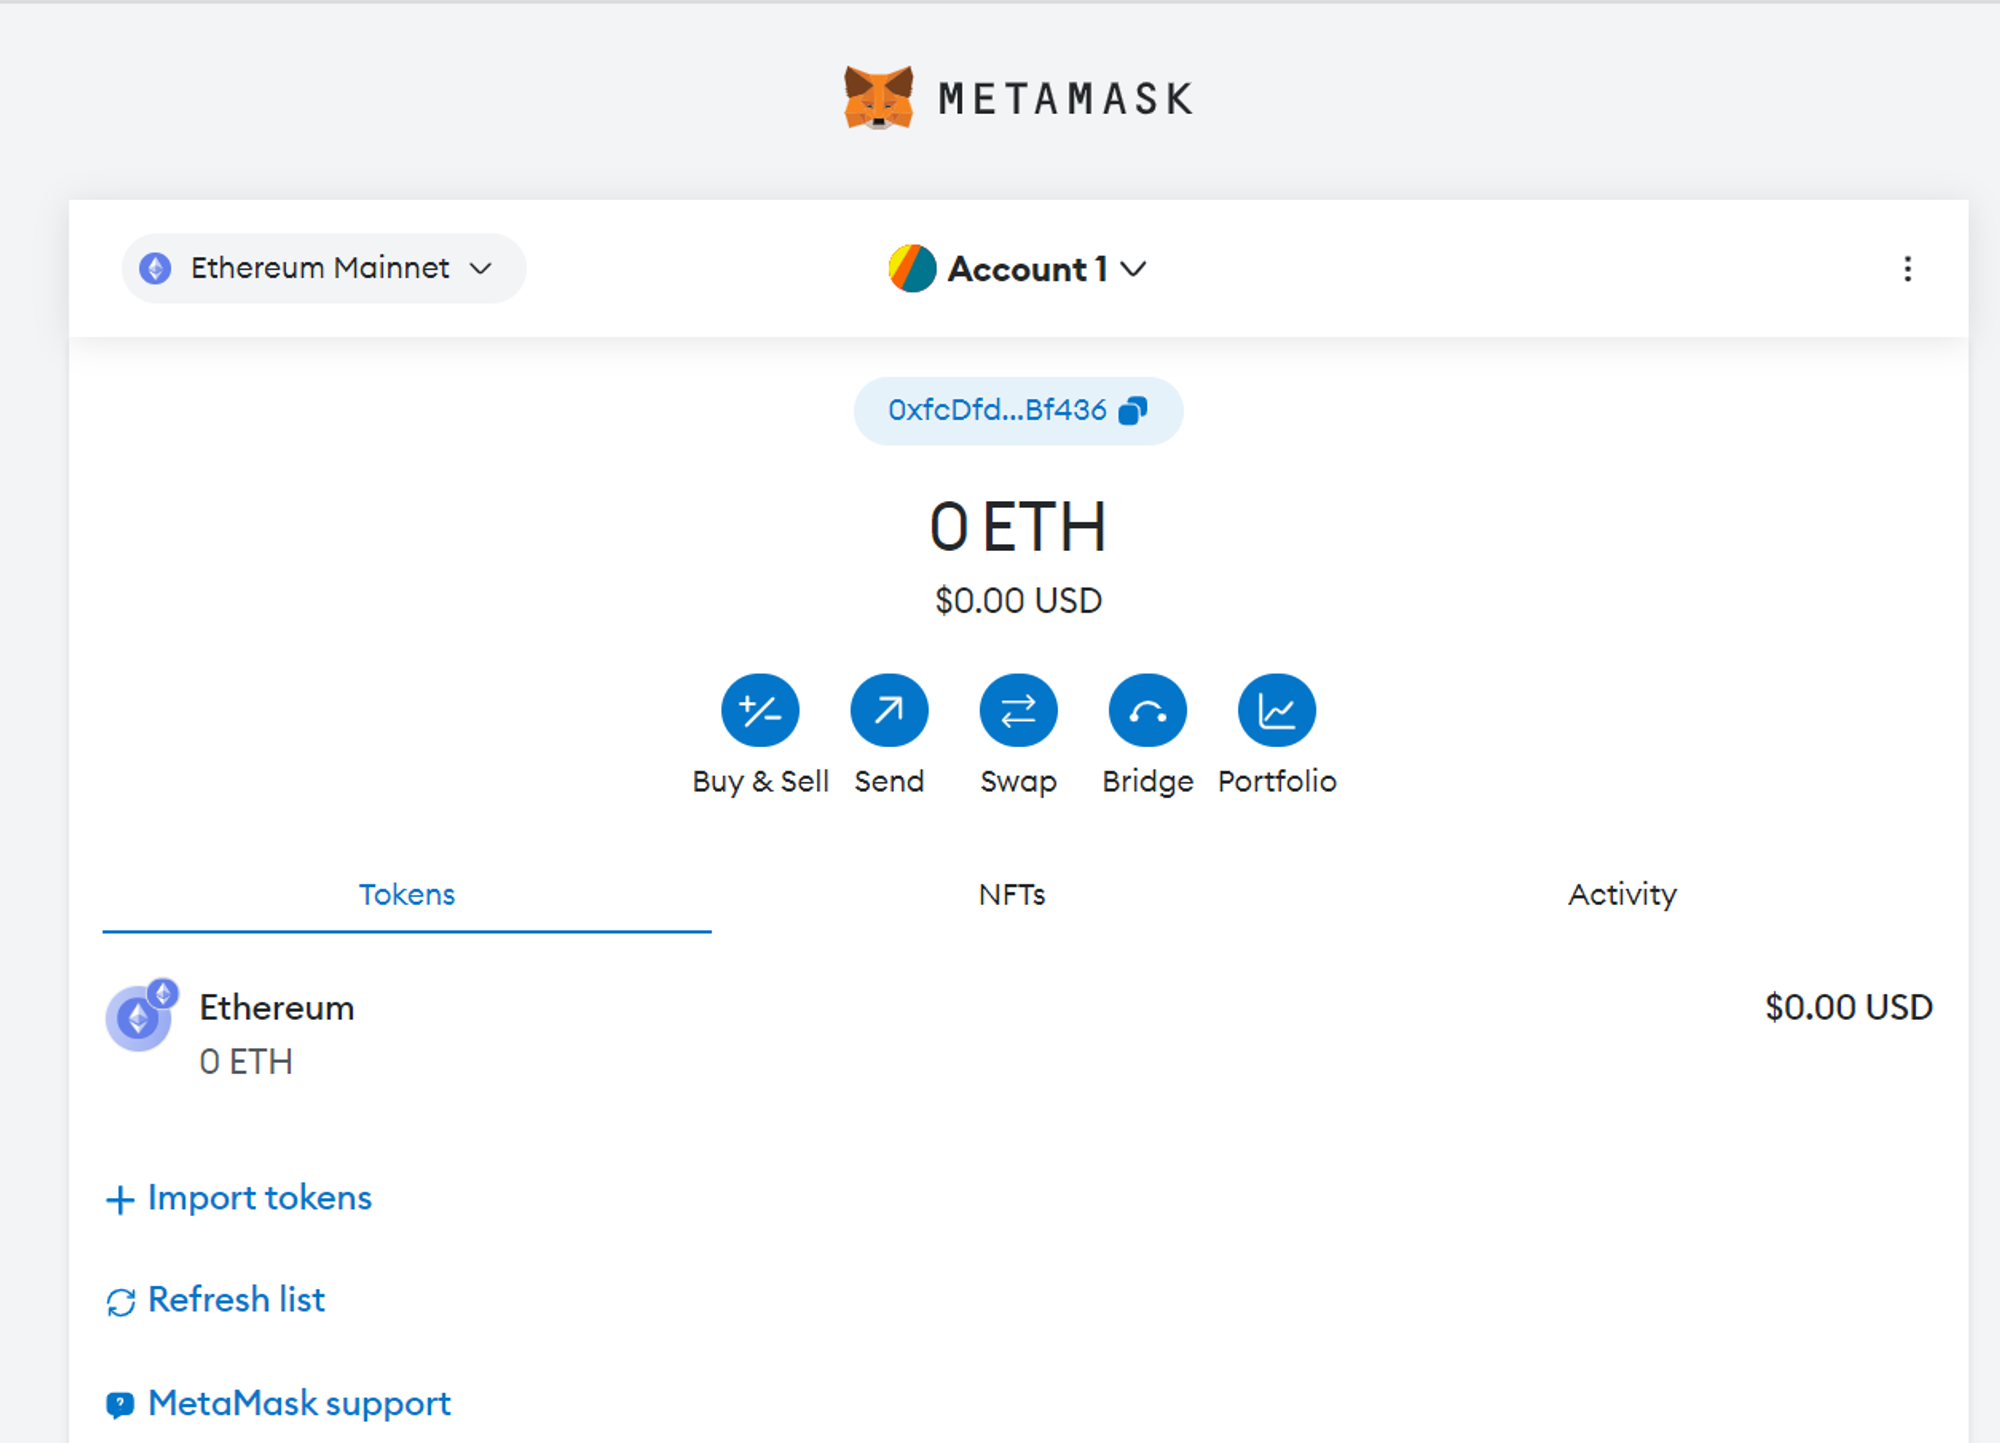 METAMASK
Ethereum Mainnet
Account 1
0xfcDfd...Bf436
0 ETH
$0.00 USD
Buy & Sell
Send
Swap
Bridge
Portfolio
Tokens
NFTs
Activity
Ethereum
$0.00 USD
0 ETH
Import tokens
Refresh list
MetaMask support